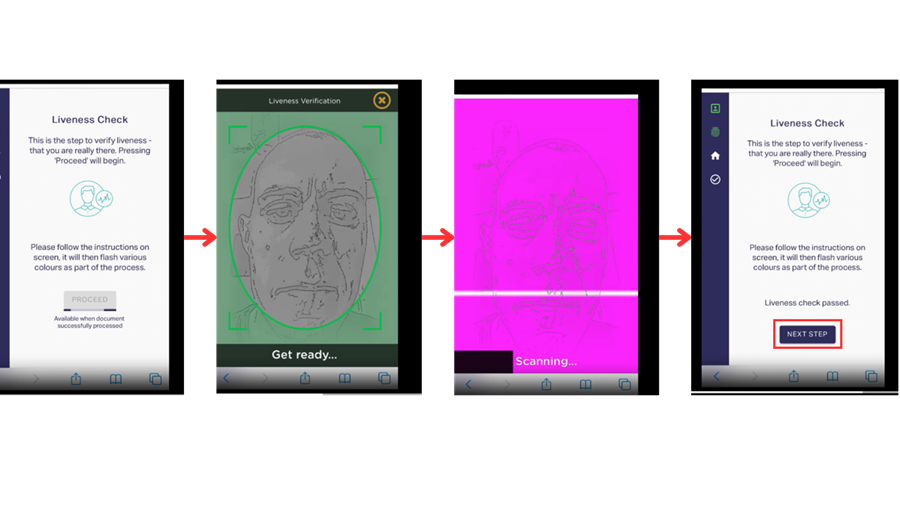 Liveness Check
This is the step to verify liveness -
that you are really there. Pressing
'Proceed' will begin.
Please follow the instructions on
screen, it will then flash various
colours as part of the process.
PROCEED
Available when document
successfully processed
Liveness Verification
Get ready...
Scanning...
Liveness Check
This is the step to verify liveness -
that you are really there. Pressing
'Proceed' will begin.
Please follow the instructions on
screen, it will then flash various
colours as part of the process.
Liveness check passed.
NEXT STEP